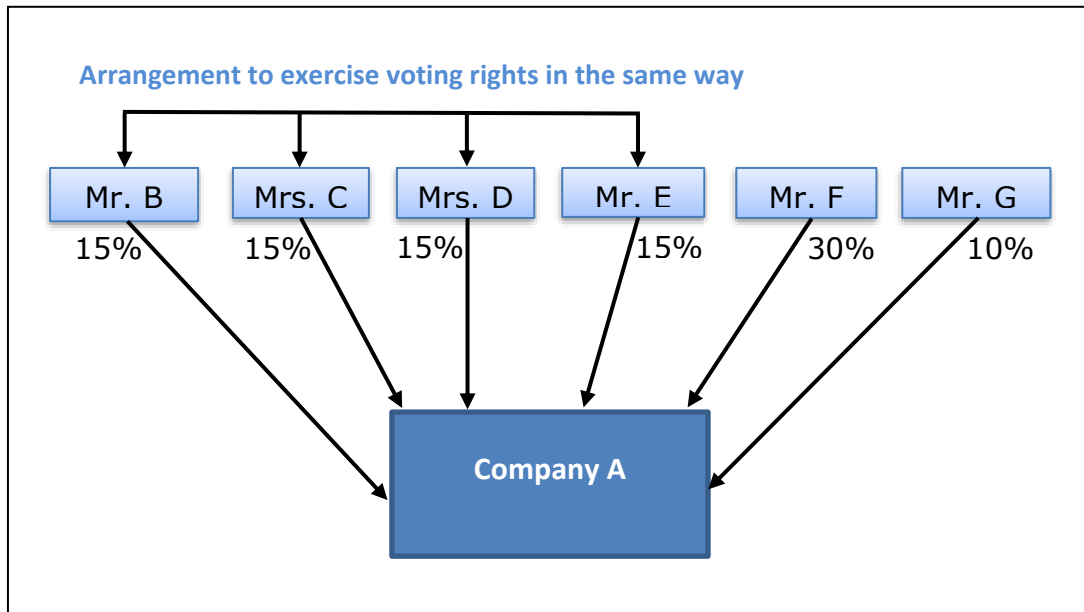 Arrangement to exercise voting rights in the same way
Mr. B Mrs. C Mrs. D Mr. E Mr. F Mr. G
15% 15% 15% 15% 30% 10%
Company A